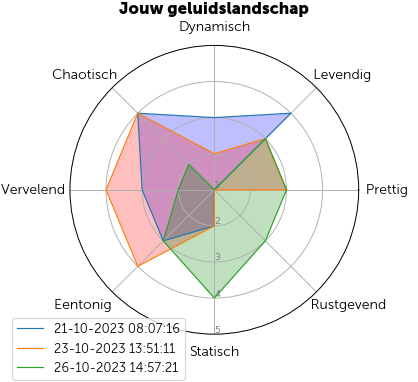 Jouw geluidslandschap
Dynamisch
Chaotisch
Levendig
Vervelend
Prettig
1
2
3
4
5
Eentonig
Rustgevend
Statisch
21-10-2023 08:07:16
23-10-2023 13:51:11
26-10-2023 14:57:21